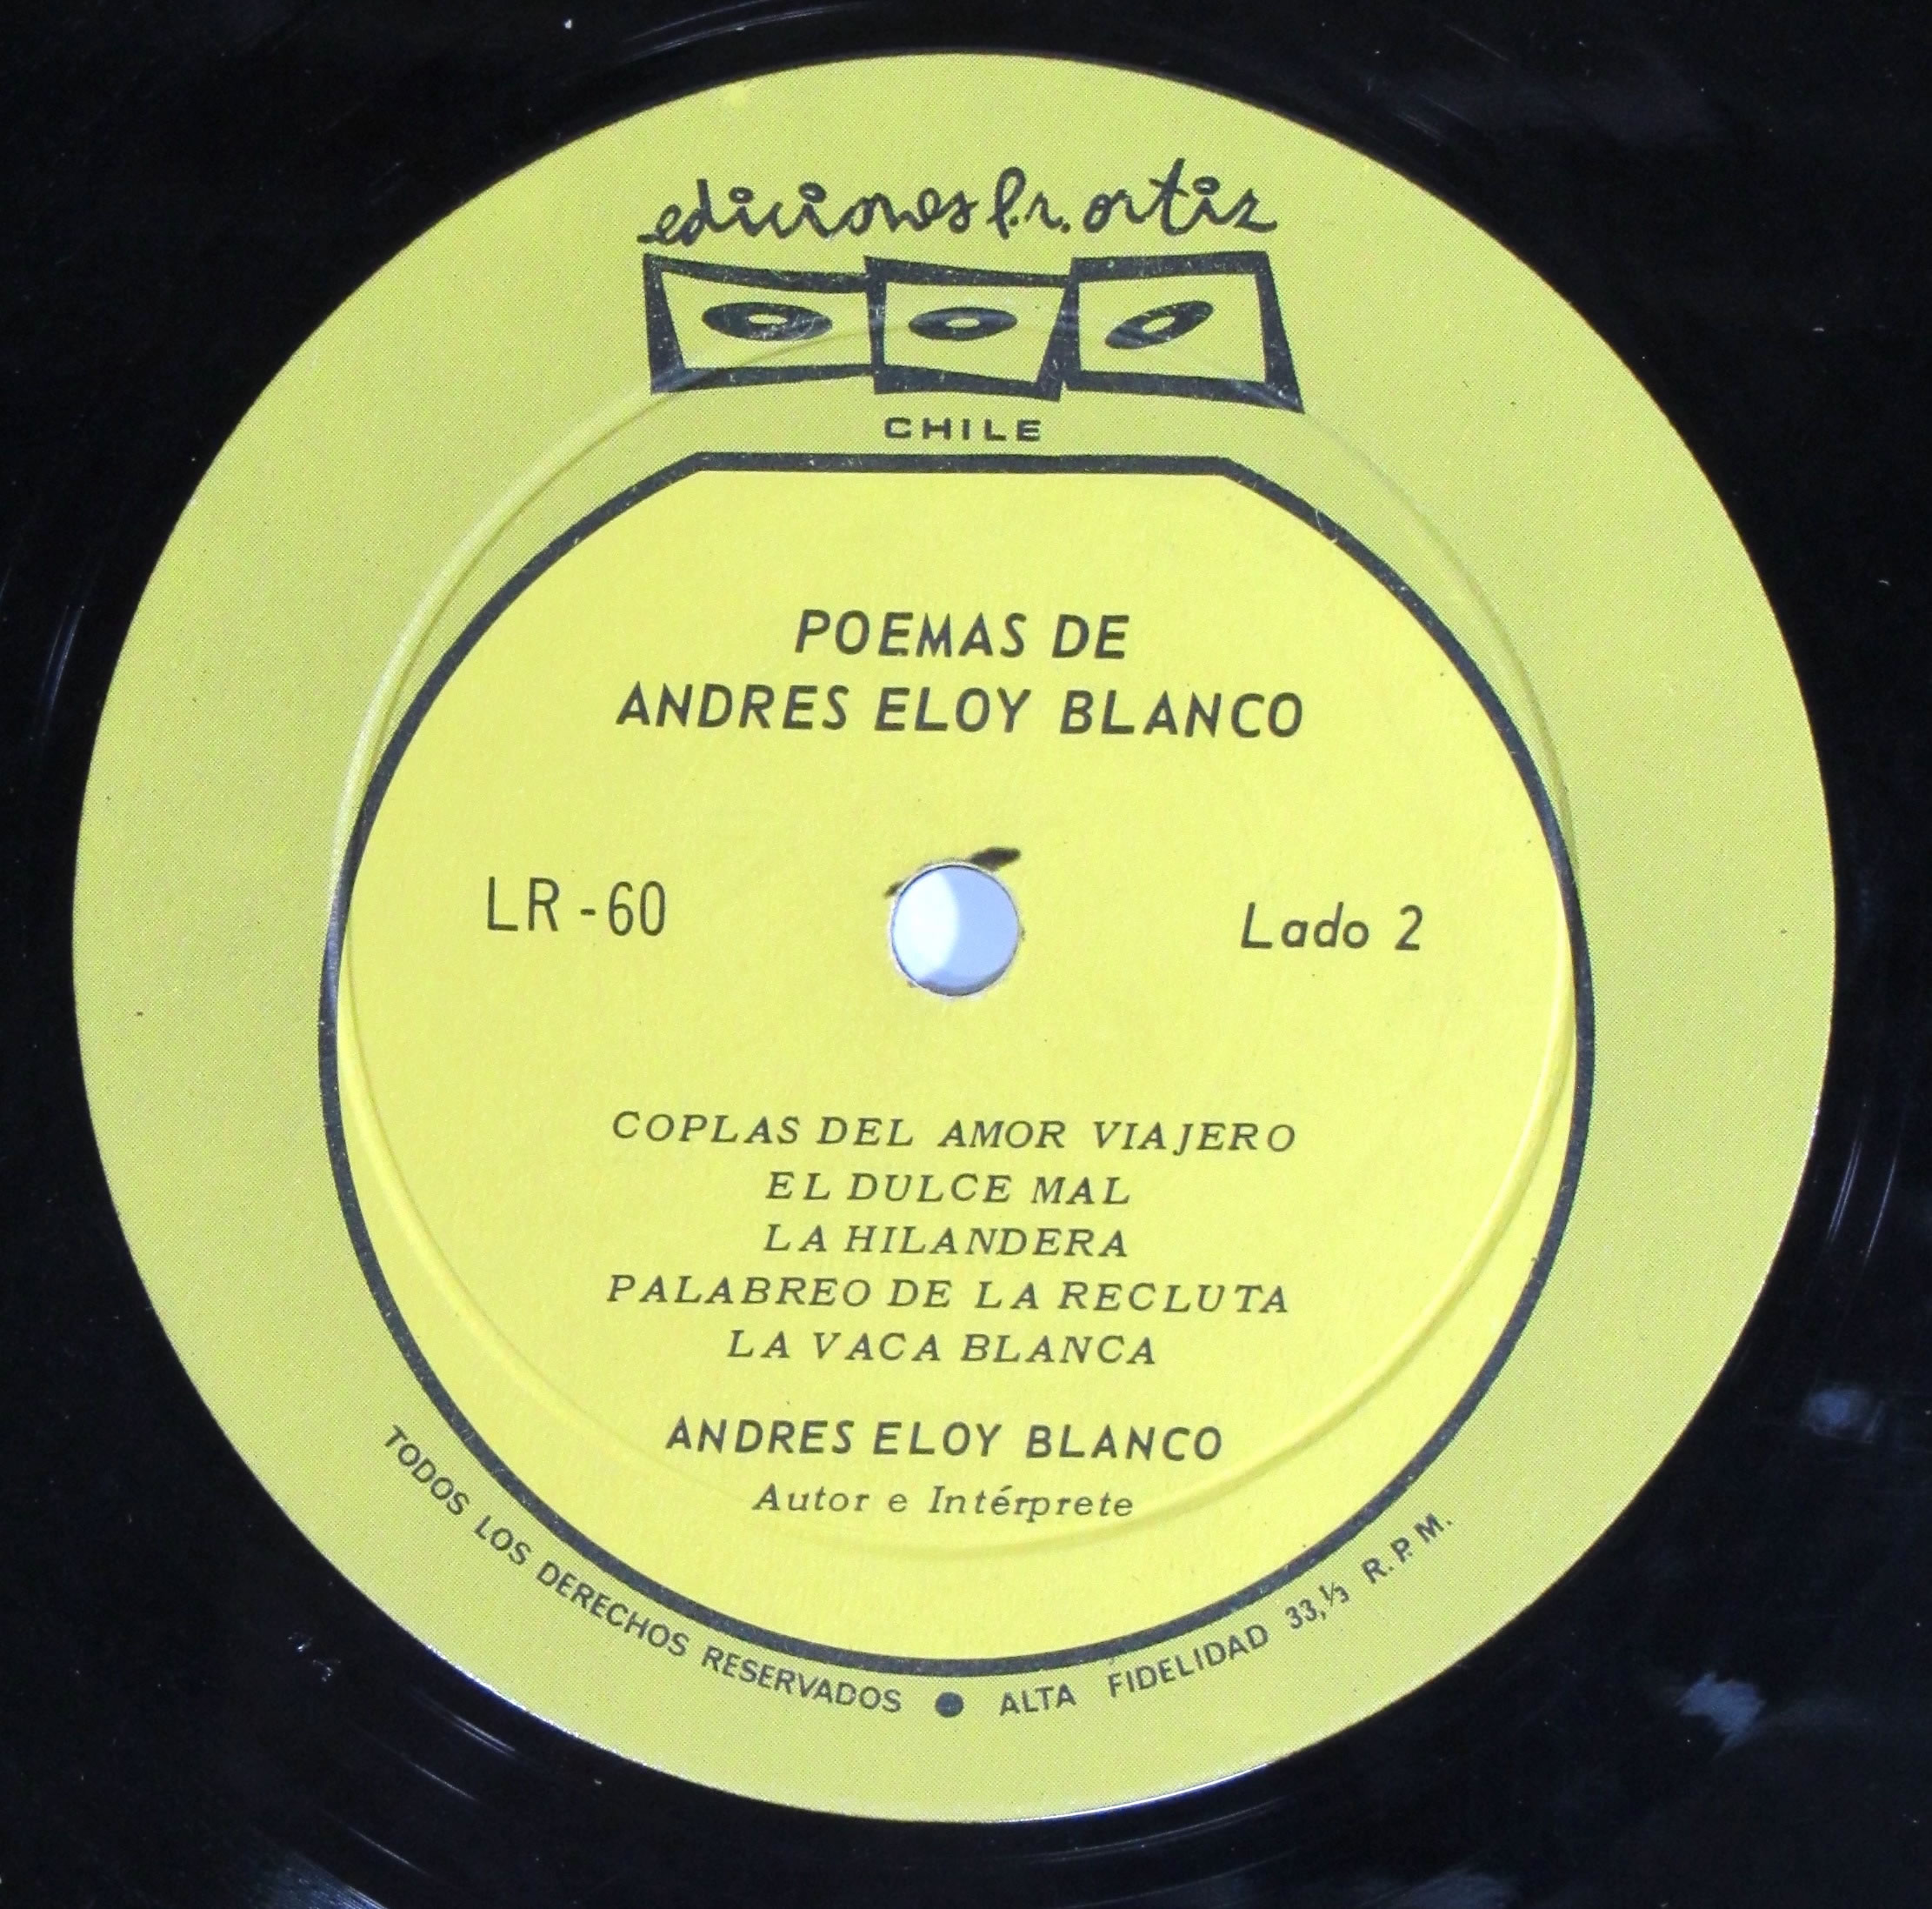 ediciones l.r. ortiz
CHILE
POEMAS DE
ANDRES ELOY BLANCO
LR-60
Lado 2
COPLAS DEL AMOR VIAJERO
EL DULCE MAL
LA HILANDERA
PALABREO DE LA RECLUTA
LA VACA BLANCA
ANDRES ELOY BLANCO
Autor e Intérprete
TODOS LOS DERECHOS RESERVADOS ● ALTA FIDELIDAD 33,⅓ R.P.M.